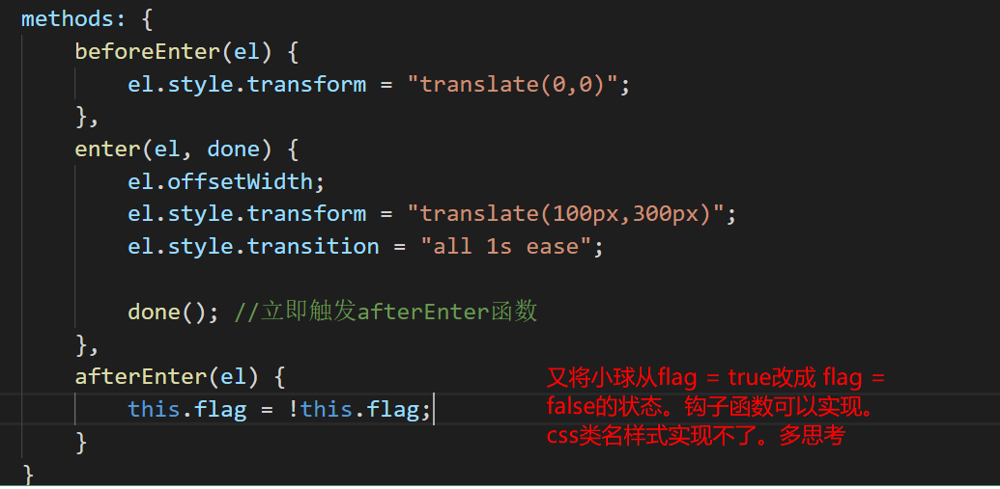 methods: {
beforeEnter(el) {
el.style.transform = "translate(0,0)";
},
enter(el, done) {
el.offsetWidth;
el.style.transform = "translate(100px,300px)";
el.style.transition = "all 1s ease";
done(); //立即触发afterEnter函数
},
afterEnter(el) {
this.flag = !this.flag;
}
}
又将小球从flag = true改成 flag =
false的状态。钩子函数可以实现。
css类名样式实现不了。多思考